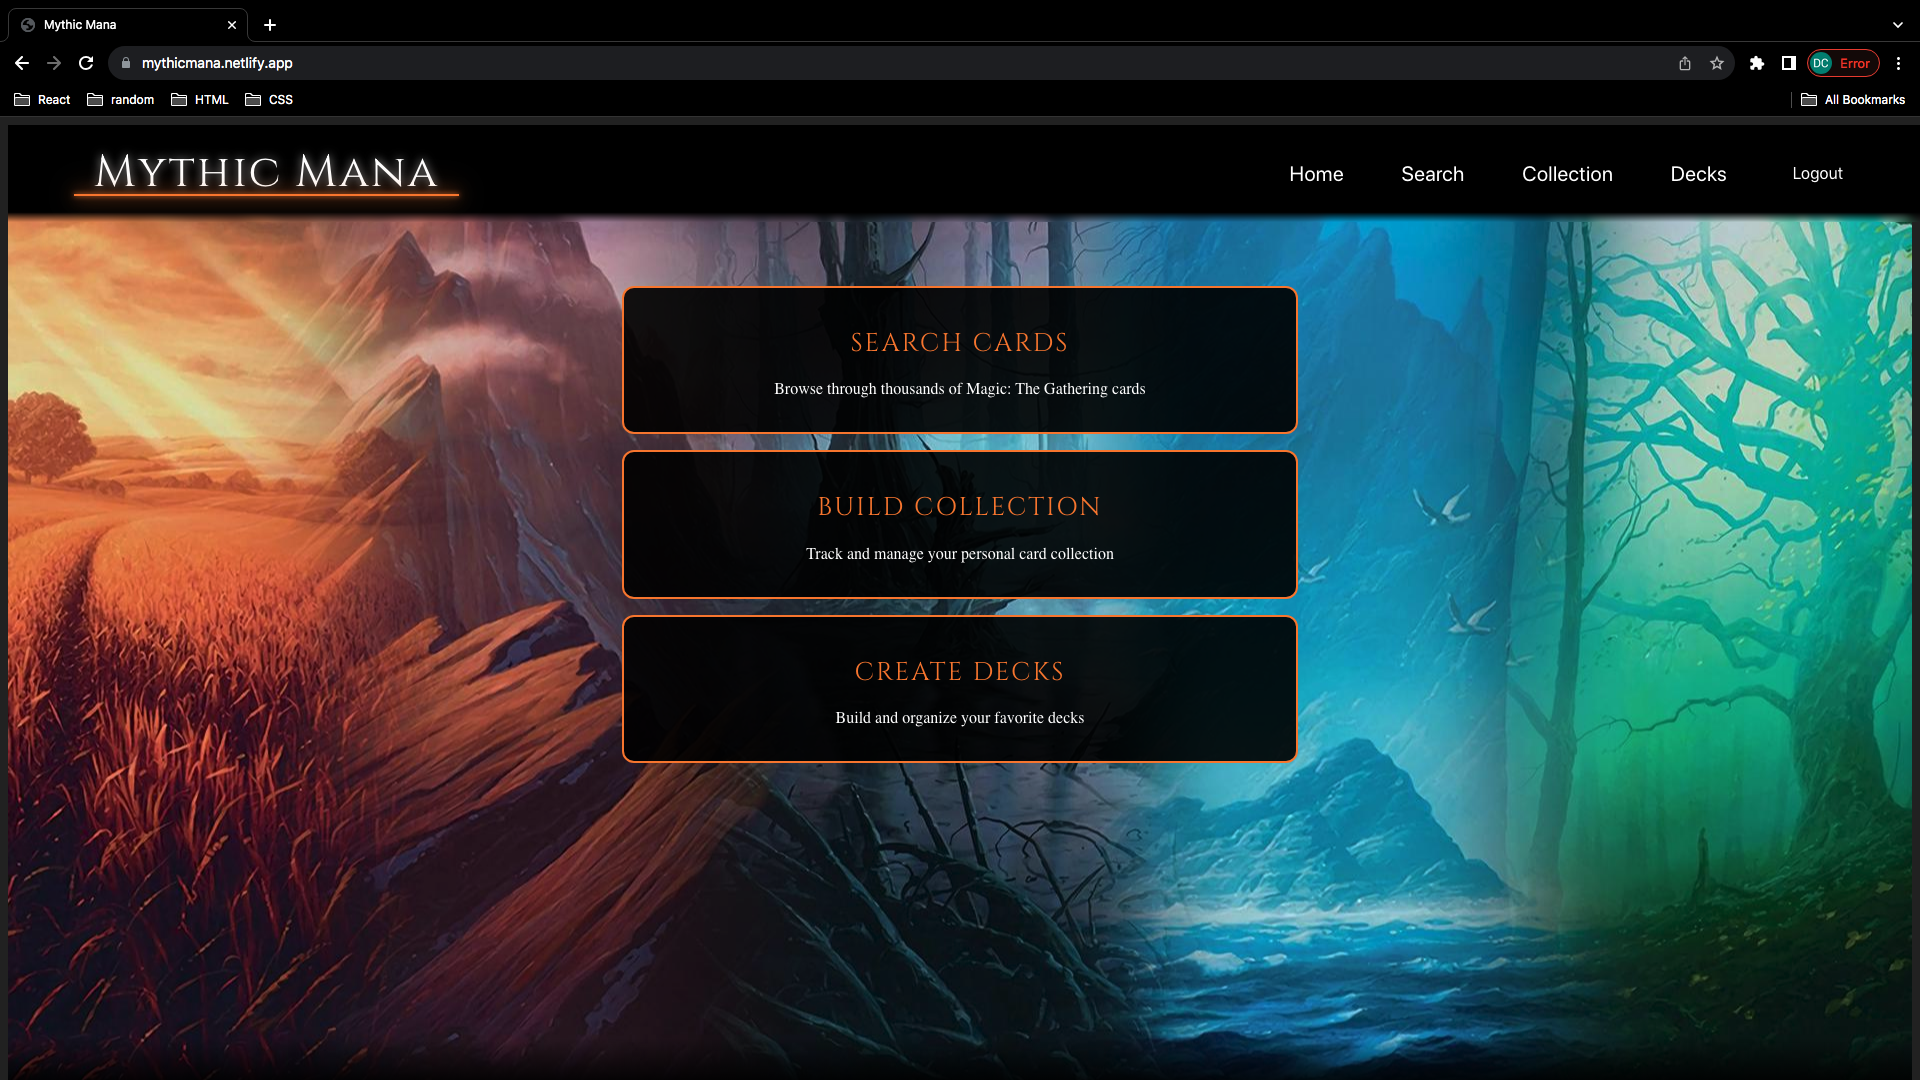 Mythic Mana
mythicmana.netlify.app
DC Error
React random HTML CSS All Bookmarks
Mythic Mana Home Search Collection Decks Logout
SEARCH CARDS
Browse through thousands of Magic: The Gathering cards
BUILD COLLECTION
Track and manage your personal card collection
CREATE DECKS
Build and organize your favorite decks